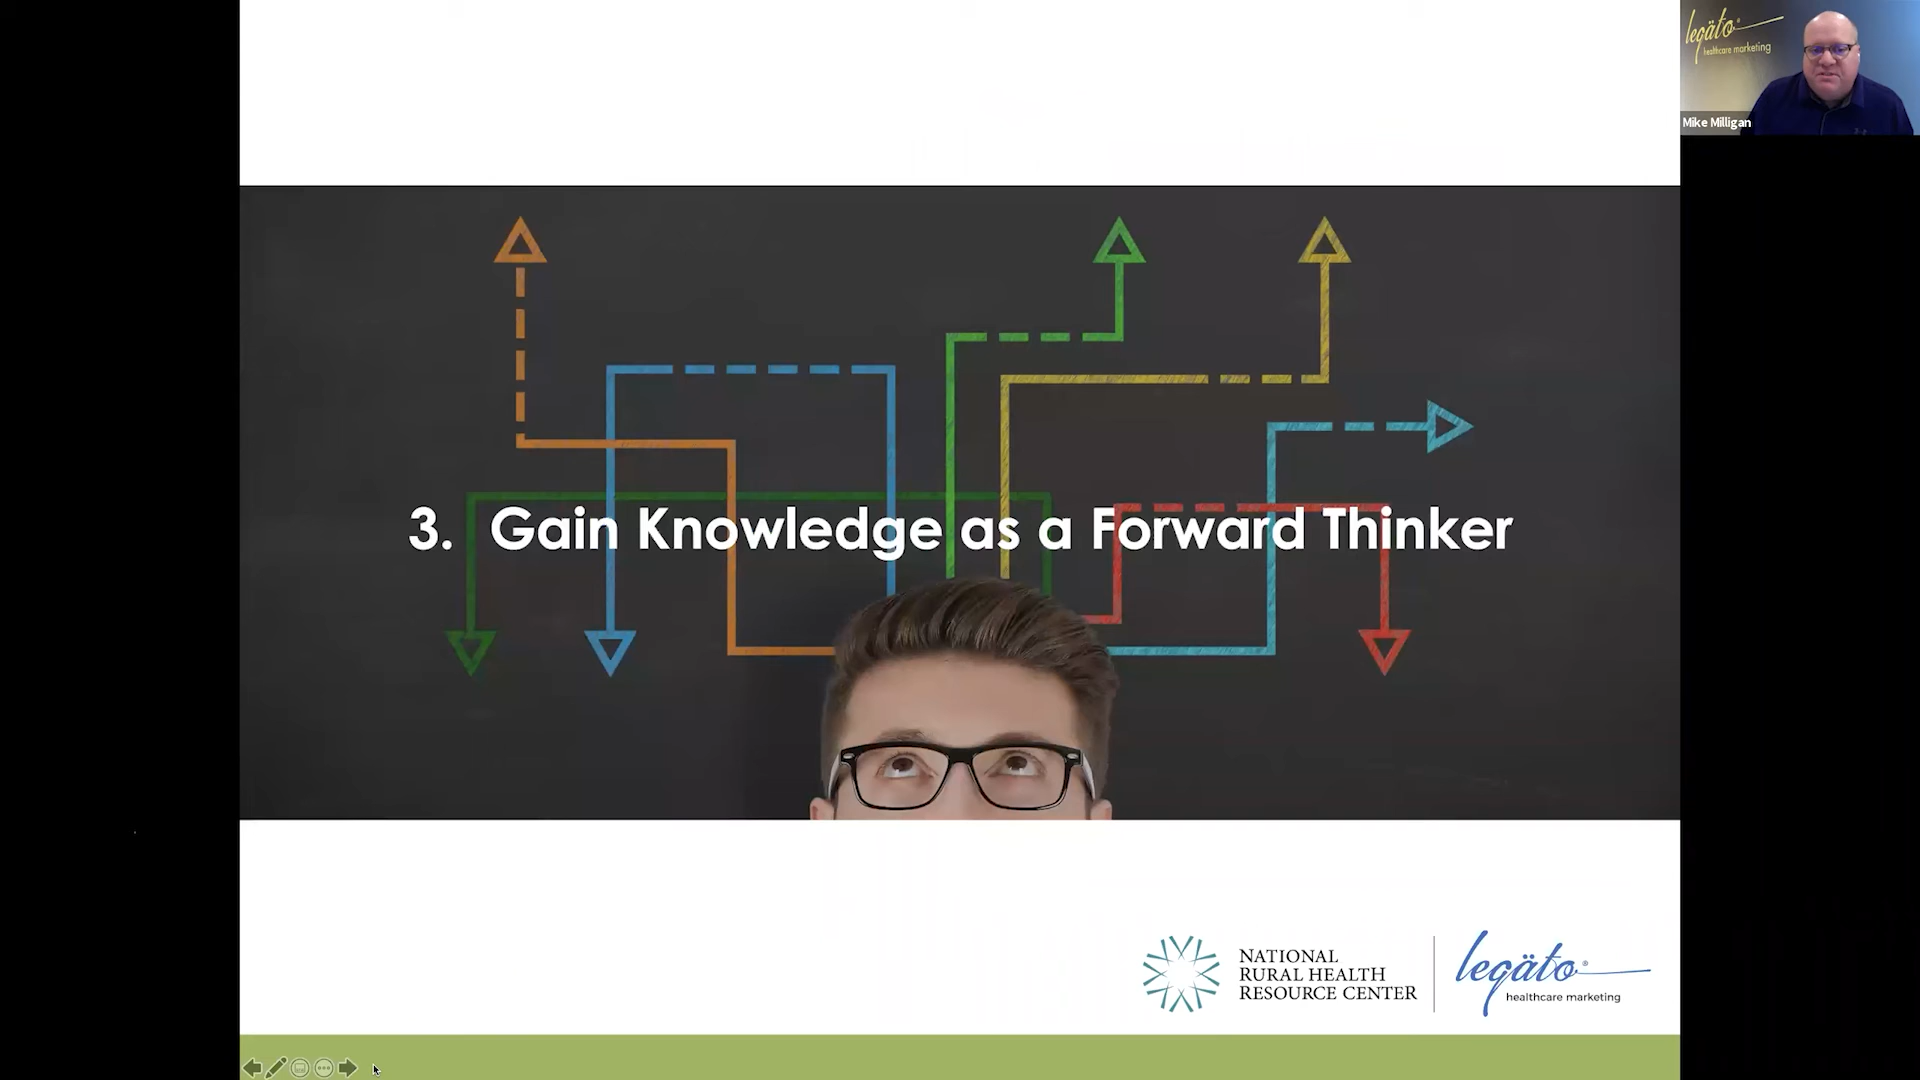 legäto®
healthcare marketing
Mike Milligan
3. Gain Knowledge as a Forward Thinker
NATIONAL
RURAL HEALTH
RESOURCE CENTER
legäto®
healthcare marketing